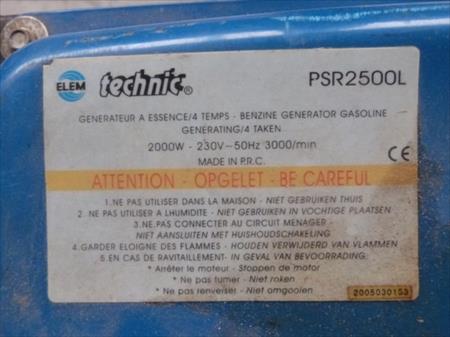 ELEM technic® PSR2500L
GENERATEUR A ESSENCE/4 TEMPS - BENZINE GENERATOR GASOLINE
GENERATING/4 TAKEN
2000W - 230V-50Hz 3000/min
MADE IN P.R.C. CE
ATTENTION - OPGELET - BE CAREFUL
1.NE PAS UTILISER DANS LA MAISON - NIET GEBRUIKEN THUIS
2. NE PAS UTILISER A LHUMIDITE - NIET GEBRUIKEN IN VOCHTIGE PLAATSEN
3.NE PAS CONNECTER AU CIRCUIT MENAGER -
NIET AANSLUITEN MET HUISHOUDSCHAKELING
4.GARDER ELOIGNE DES FLAMMES - HOUDEN VERWIJDERD VAN VLAMMEN
5.EN CAS DE RAVITAILLEMENT- IN GEVAL VAN BEVOORRADING:
* Arrêter le moteur - Stoppen de motor
* Ne pas fumer - Niet roken
* Ne pas renverser - Niet omgooien
2005030153